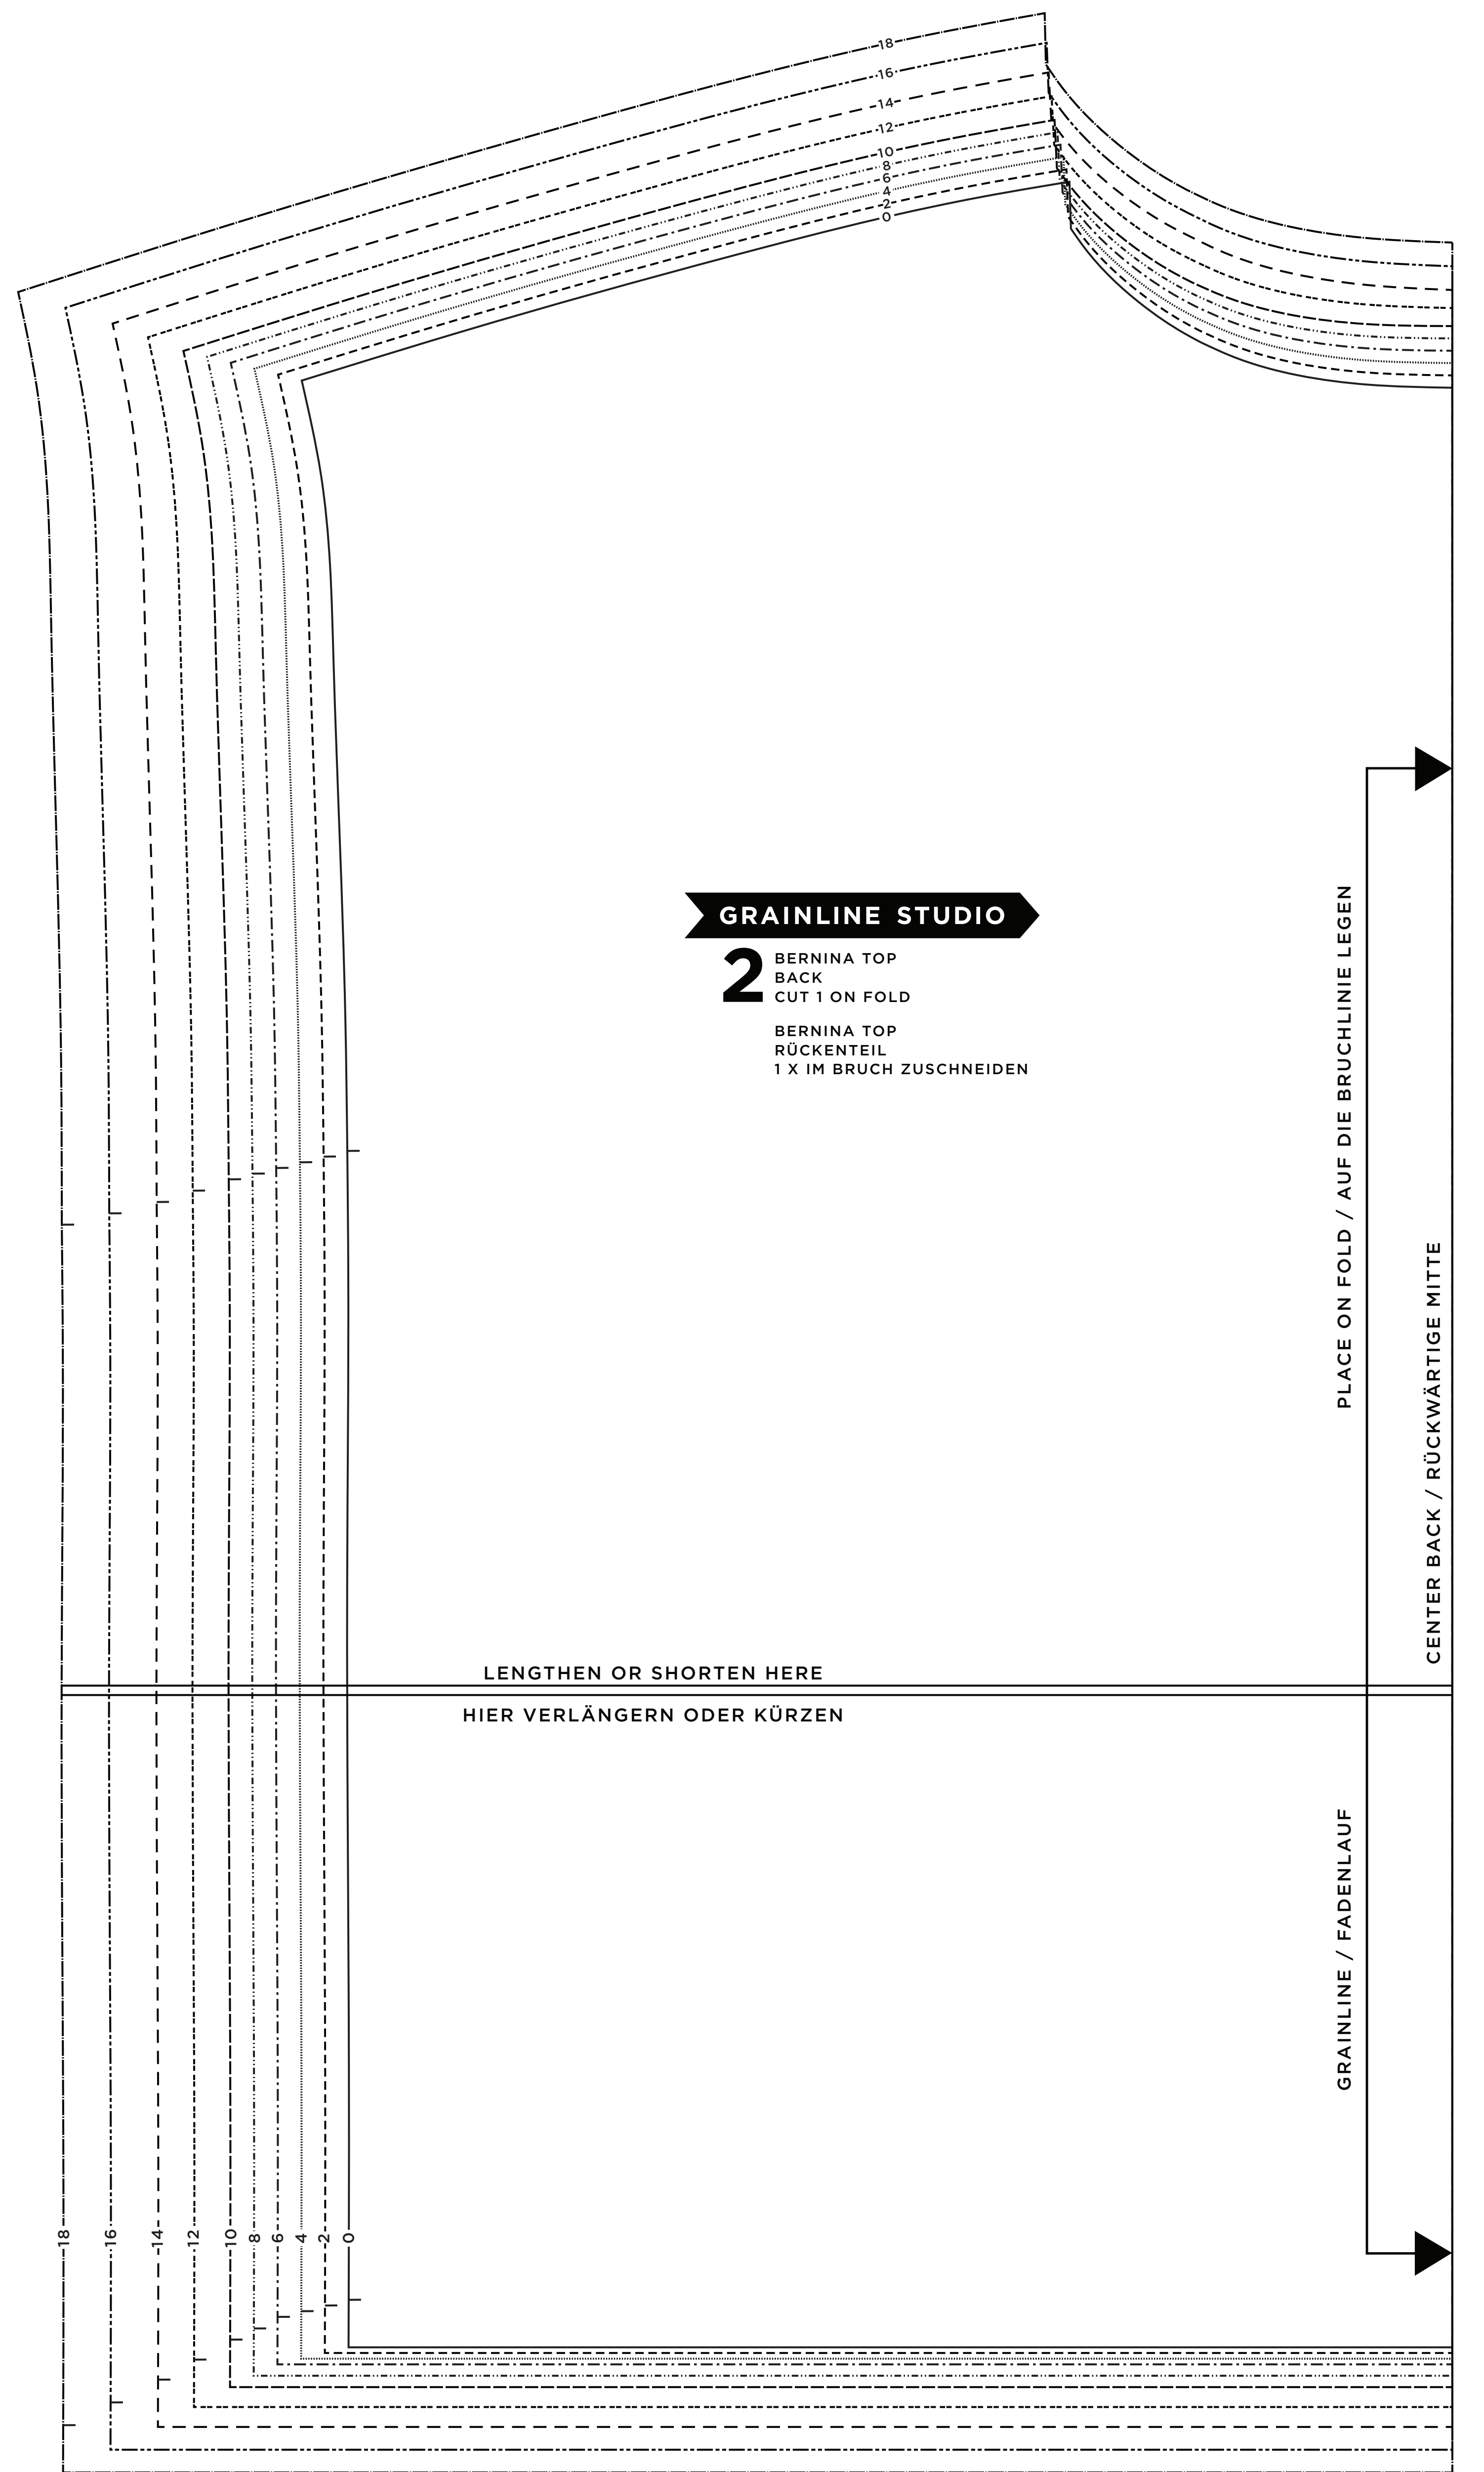 18
16
14
12
10
8
6
4
2
0
GRAINLINE STUDIO
2
BERNINA TOP
BACK
CUT 1 ON FOLD
BERNINA TOP
RÜCKENTEIL
1 X IM BRUCH ZUSCHNEIDEN
PLACE ON FOLD / AUF DIE BRUCHLINIE LEGEN
CENTER BACK / RÜCKWÄRTIGE MITTE
LENGTHEN OR SHORTEN HERE
HIER VERLÄNGERN ODER KÜRZEN
GRAINLINE / FADENLAUF
18 16 14 12 10 8 6 4 2 0